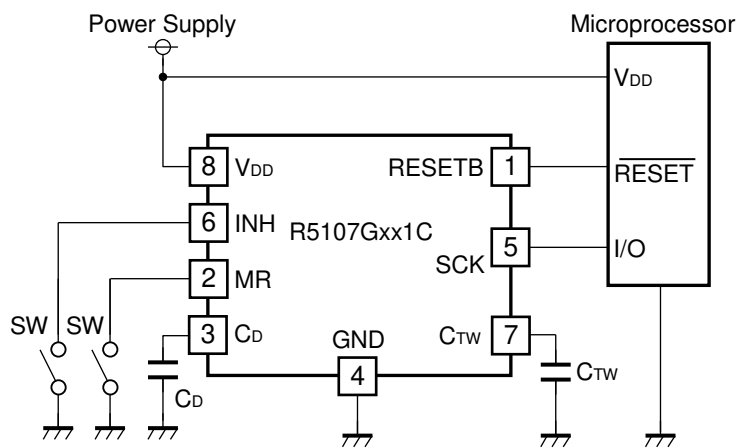 Power Supply
Microprocessor
VDD
8
VDD
RESETB
1
RESET
6
INH
R5107Gxx1C
5
SCK
I/O
2
MR
SW
SW
3
CD
GND
CTW
7
4
CD
CTW